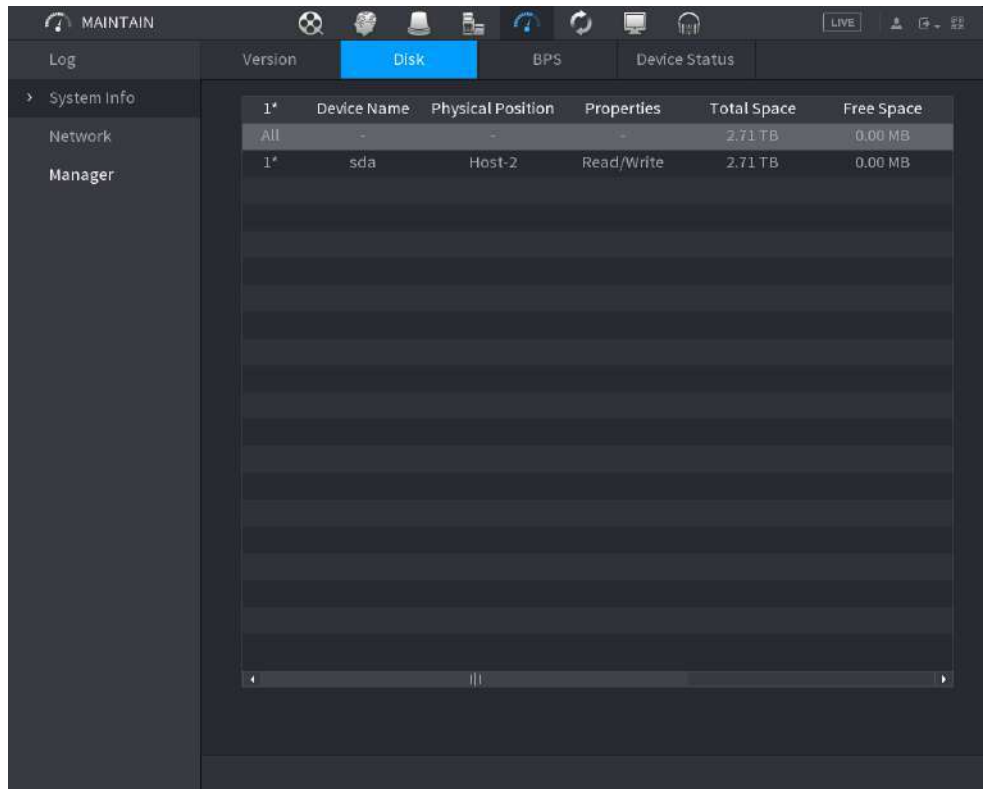 MAINTAIN LIVE
Log Version Disk BPS Device Status
> System Info
Network
Manager
1* Device Name Physical Position Properties Total Space Free Space
All - - - 2.71 TB 0.00 MB
1* sda Host-2 Read/Write 2.71 TB 0.00 MB